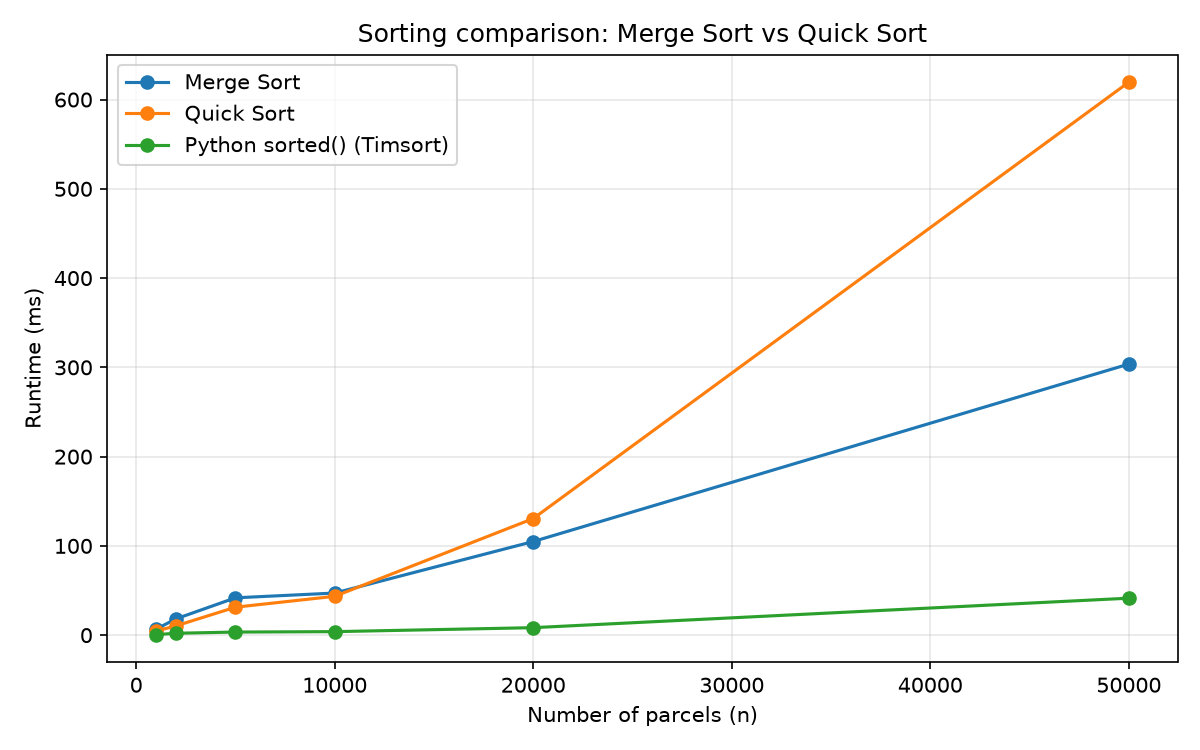 Sorting comparison: Merge Sort vs Quick Sort
Merge Sort
Quick Sort
Python sorted() (Timsort)
Runtime (ms)
600
500
400
300
200
100
0
0 10000 20000 30000 40000 50000
Number of parcels (n)